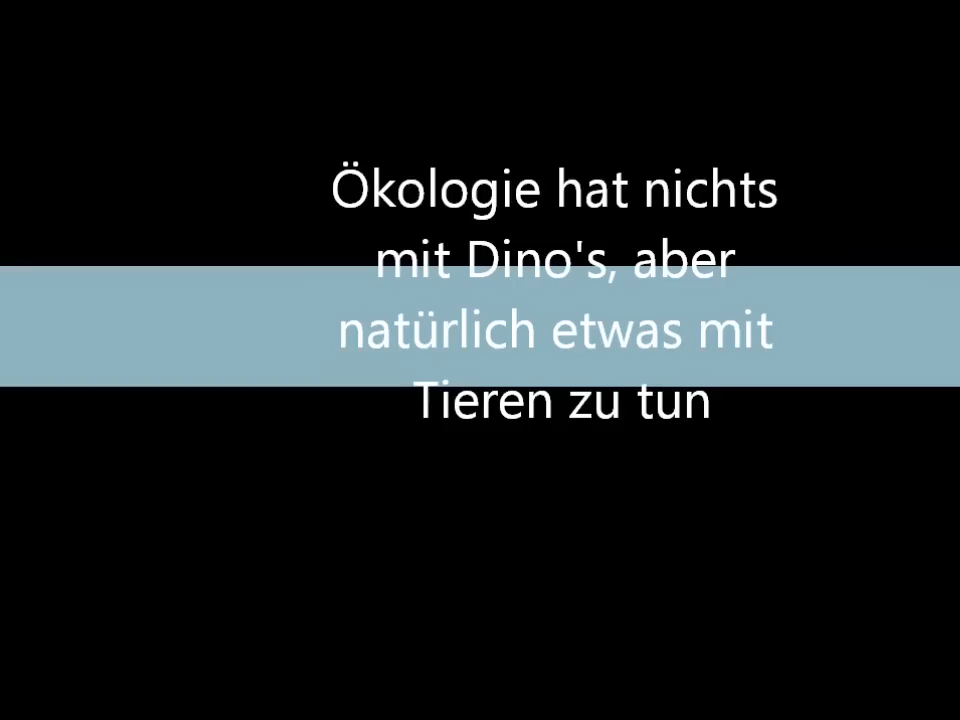 Ökologie hat nichts
mit Dino's, aber
natürlich etwas mit
Tieren zu tun